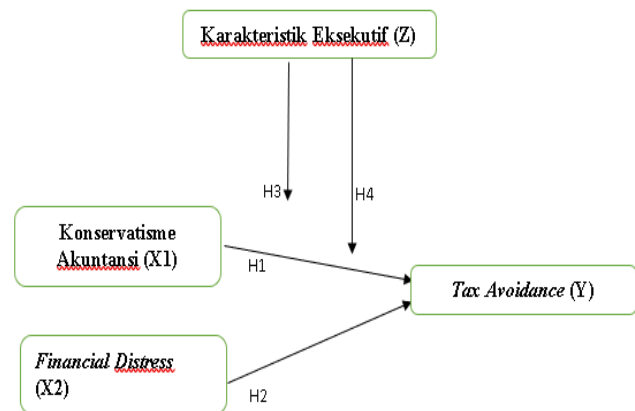 Karakteristik Eksekutif (Z)
H3
H4
Konservatisme
Akuntansi (X1)
H1
Tax Avoidance (Y)
Financial Distress
(X2)
H2